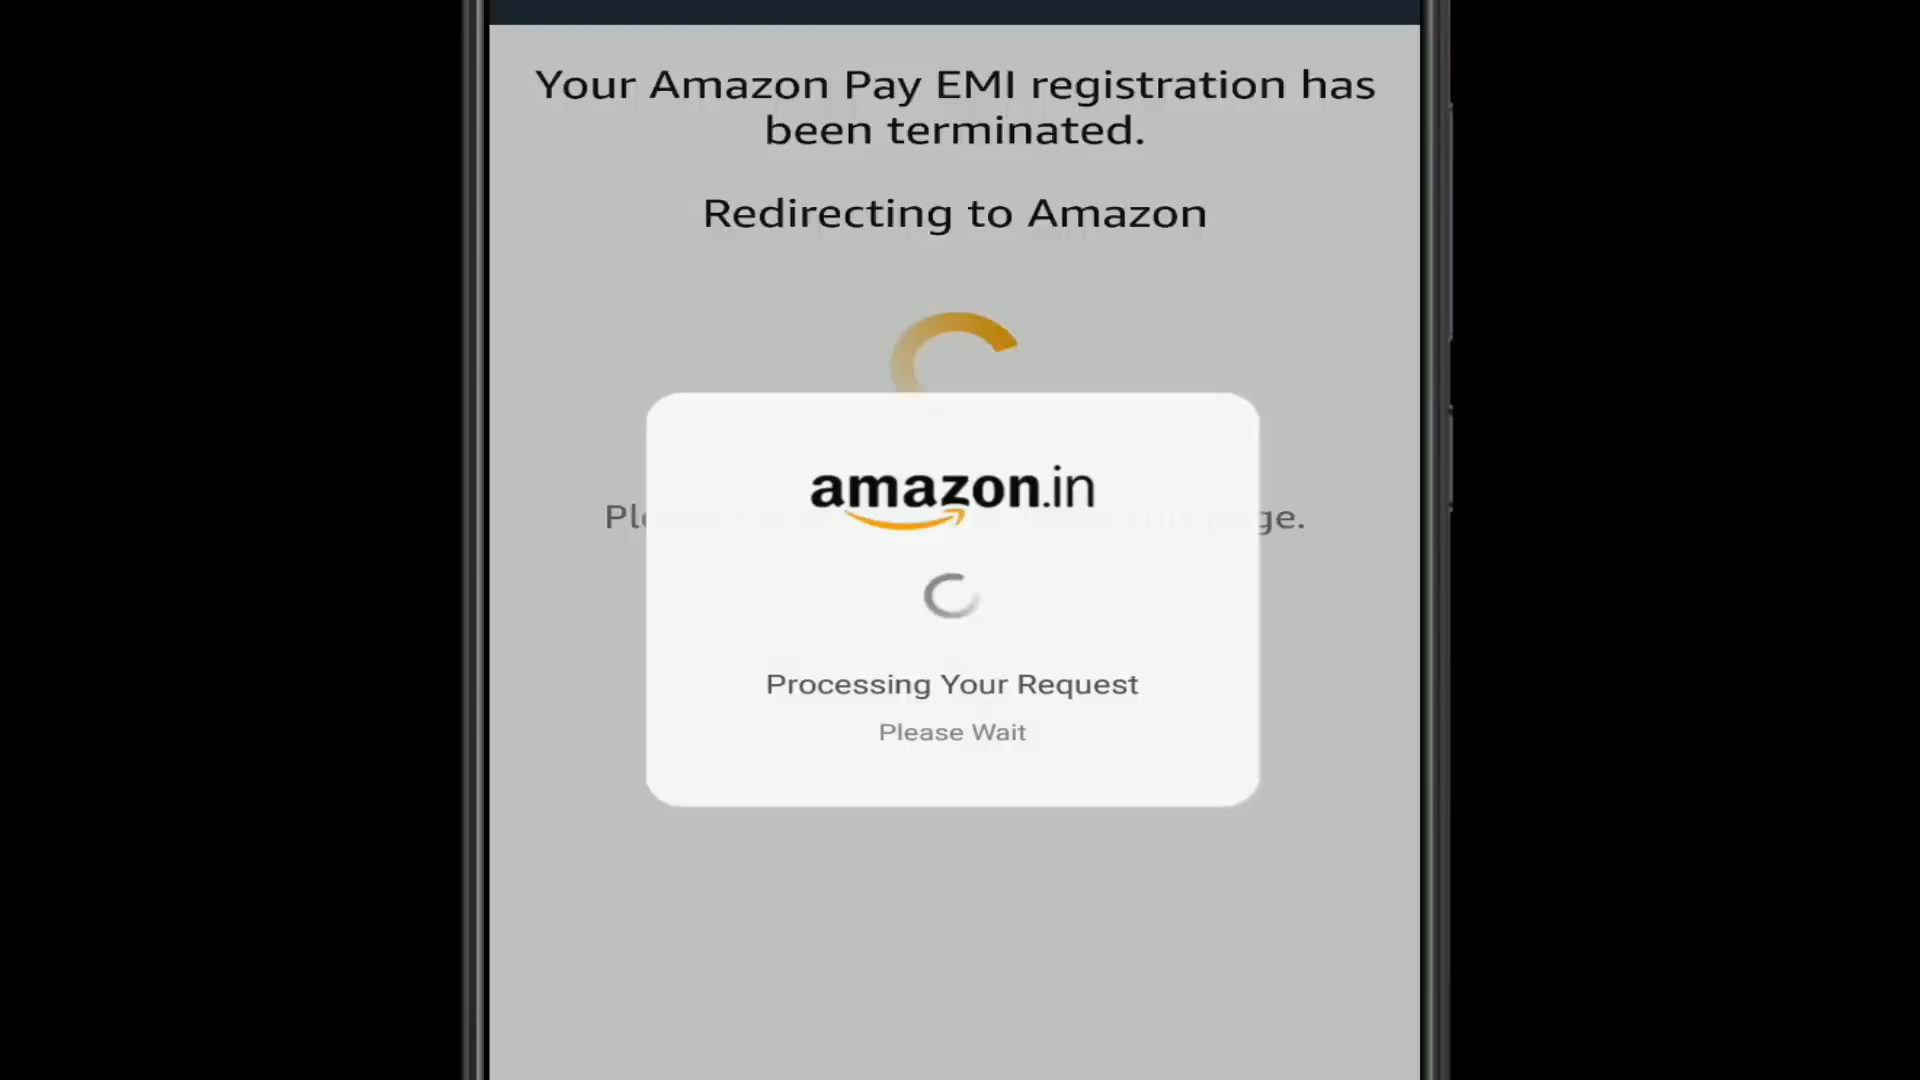 Your Amazon Pay EMI registration has
been terminated.
Redirecting to Amazon
amazon.in
Processing Your Request
Please Wait